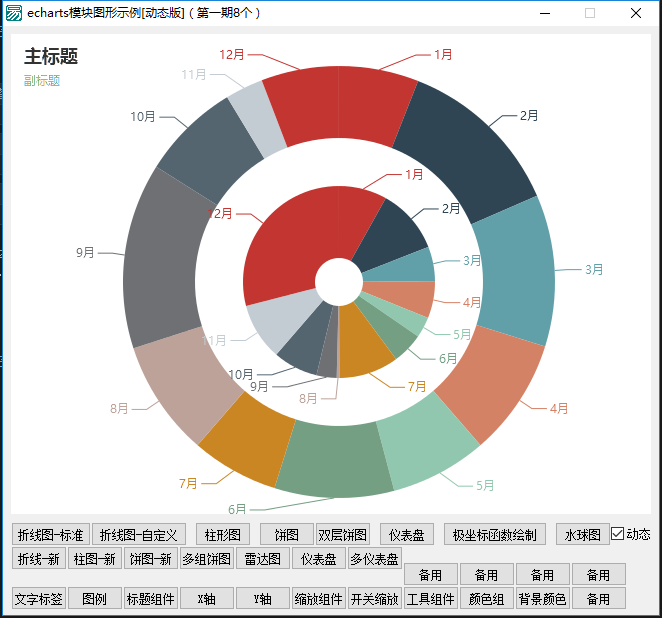 echarts模块图形示例[动态版]（第一期8个）
主标题
副标题
12月
1月
11月
2月
10月
3月
9月
4月
8月
5月
7月
6月
1月
12月
2月
3月
4月
11月
5月
6月
10月
9月
7月
8月
折线图-标准 折线图-自定义 柱形图 饼图 双层饼图 仪表盘 极坐标函数绘制 水球图 动态
折线-新 柱图-新 饼图-新 多组饼图 雷达图 仪表盘 多仪表盘
备用 备用 备用 备用
文字标签 图例 标题组件 X轴 Y轴 缩放组件 开关缩放 工具组件 颜色组 背景颜色 备用